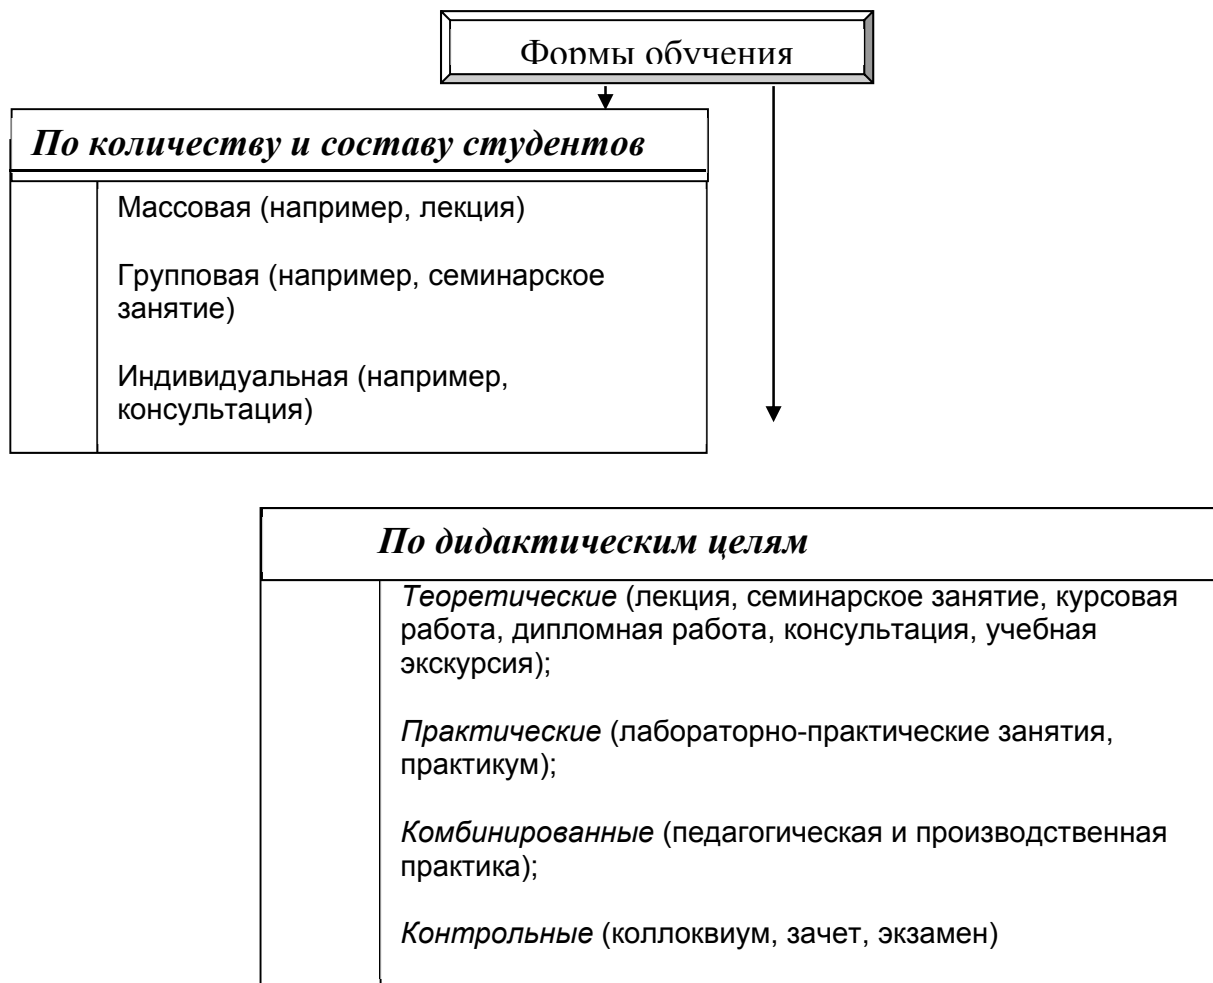 Формы обучения
По количеству и составу студентов
Массовая (например, лекция)
Групповая (например, семинарское
занятие)
Индивидуальная (например,
консультация)
По дидактическим целям
Теоретические (лекция, семинарское занятие, курсовая
работа, дипломная работа, консультация, учебная
экскурсия);
Практические (лабораторно-практические занятия,
практикум);
Комбинированные (педагогическая и производственная
практика);
Контрольные (коллоквиум, зачет, экзамен)